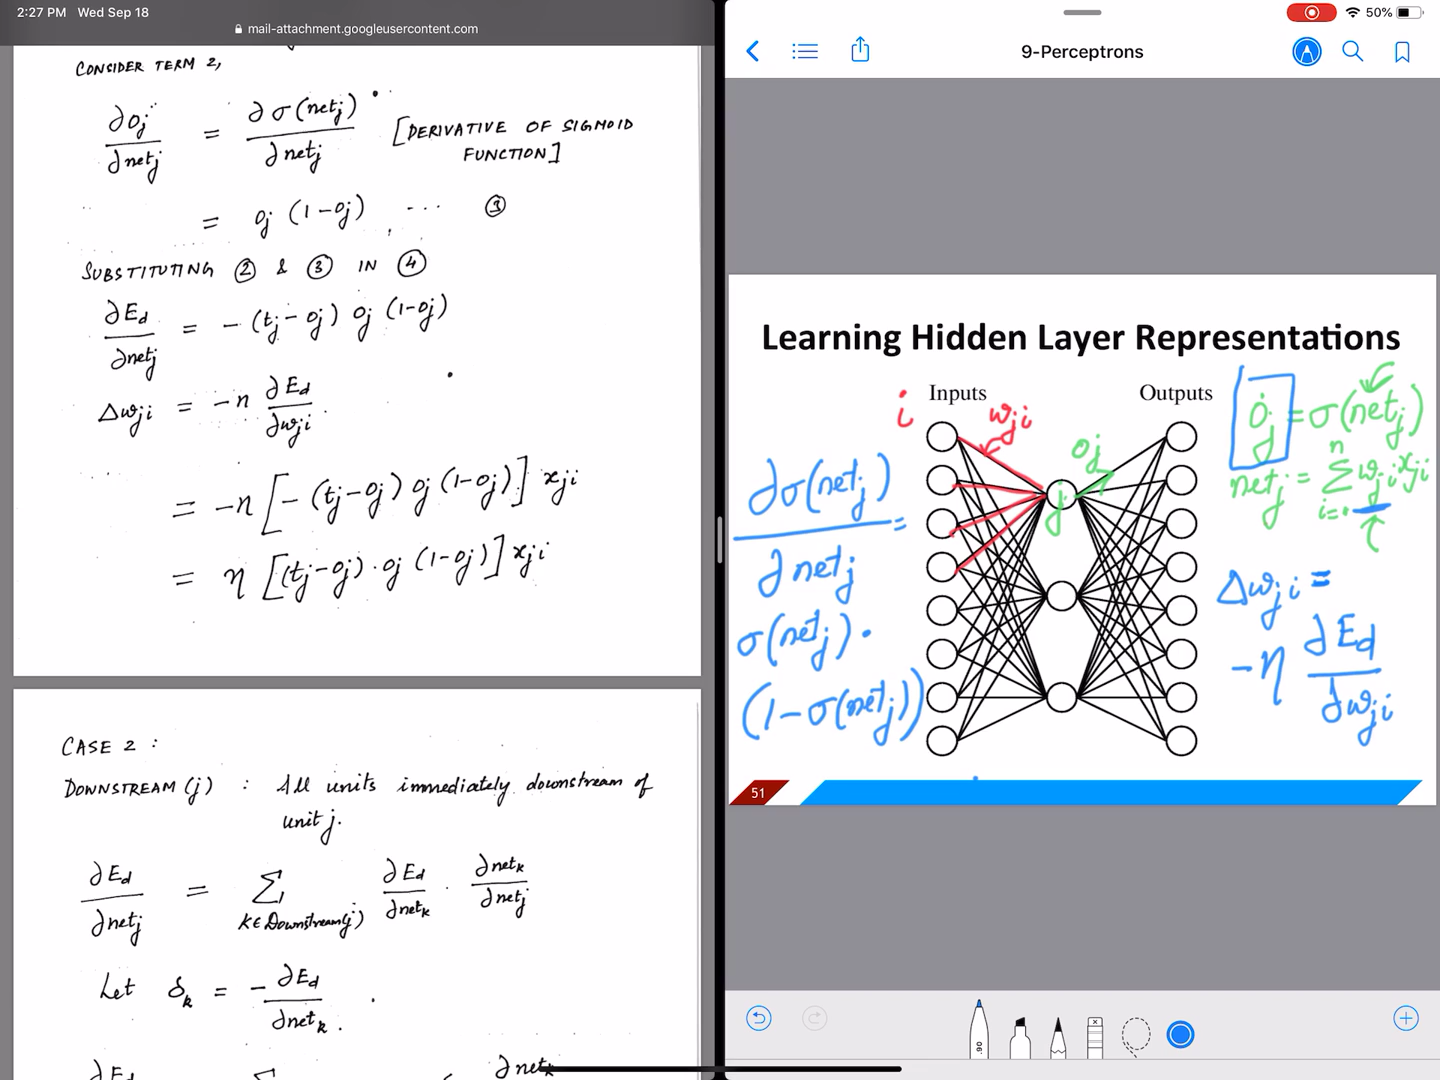 2:27 PM Wed Sep 18
mail-attachment.googleusercontent.com
CONSIDER TERM 2,
∂oj / ∂netj = ∂σ(netj) / ∂netj [DERIVATIVE OF SIGMOID FUNCTION]
= oj (1-oj) , ... ③
SUBSTITUTING ② & ③ IN ④
∂Ed / ∂netj = - (tj - oj) oj (1-oj)
Δwji = -η ∂Ed / ∂wji
= -η [- (tj-oj) oj (1-oj)] xji
= η [(tj-oj) . oj (1-oj)] xji
CASE 2 :
DOWNSTREAM (j) : All units immediately downstream of
unit j.
∂Ed / ∂netj = Σ k∈Downstream(j) ∂Ed / ∂netk . ∂netk / ∂netj
Let δk = - ∂Ed / ∂netk .
∂Ed
∂netk
50%
9-Perceptrons
Learning Hidden Layer Representations
i
Inputs
wji
Outputs
oj
j
oj = σ(netj)
netj = Σ i=0 n wji xji
∂σ(netj) / ∂netj =
σ(netj) .
(1-σ(netj))
Δwji =
-η ∂Ed / ∂wji
51
.90